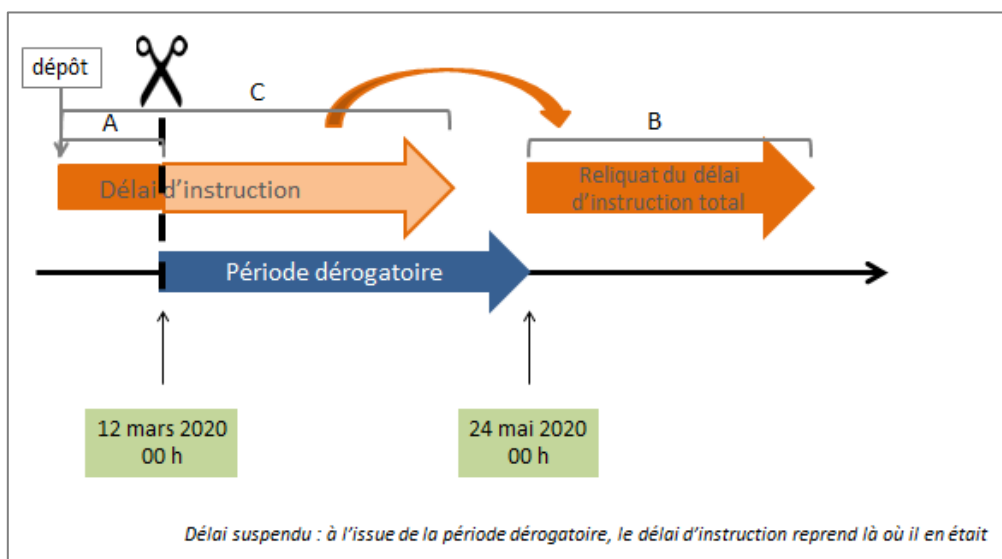 dépôt
C
A
B
Délai d'instruction
Reliquat du délai
d'instruction total
Période dérogatoire
12 mars 2020
00 h
24 mai 2020
00 h
Délai suspendu : à l'issue de la période dérogatoire, le délai d'instruction reprend là où il en était